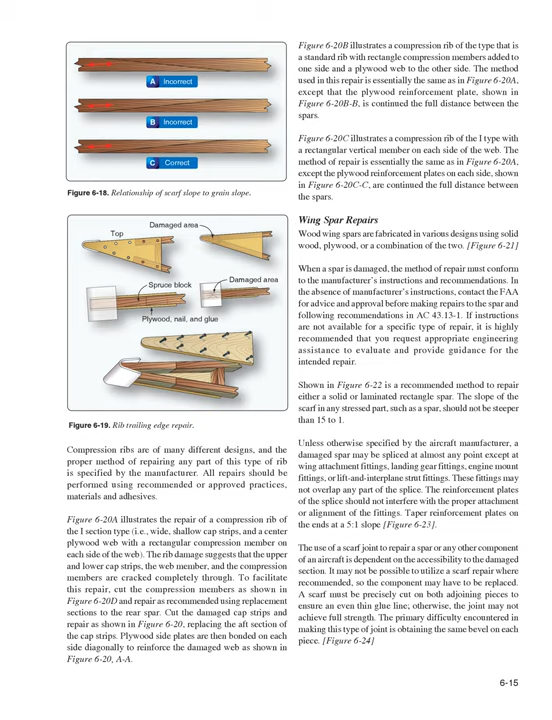 A Incorrect
B Incorrect
C Correct
Figure 6-18. Relationship of scarf slope to grain slope.
Damaged area
Top
Spruce block
Damaged area
Plywood, nail, and glue
Figure 6-19. Rib trailing edge repair.
Compression ribs are of many different designs, and the
proper method of repairing any part of this type of rib
is specified by the manufacturer. All repairs should be
performed using recommended or approved practices,
materials and adhesives.
Figure 6-20A illustrates the repair of a compression rib of
the I section type (i.e., wide, shallow cap strips, and a center
plywood web with a rectangular compression member on
each side of the web). The rib damage suggests that the upper
and lower cap strips, the web member, and the compression
members are cracked completely through. To facilitate
this repair, cut the compression members as shown in
Figure 6-20D and repair as recommended using replacement
sections to the rear spar. Cut the damaged cap strips and
repair as shown in Figure 6-20, replacing the aft section of
the cap strips. Plywood side plates are then bonded on each
side diagonally to reinforce the damaged web as shown in
Figure 6-20, A-A.
Figure 6-20B illustrates a compression rib of the type that is
a standard rib with rectangle compression members added to
one side and a plywood web to the other side. The method
used in this repair is essentially the same as in Figure 6-20A,
except that the plywood reinforcement plate, shown in
Figure 6-20B-B, is continued the full distance between the
spars.
Figure 6-20C illustrates a compression rib of the I type with
a rectangular vertical member on each side of the web. The
method of repair is essentially the same as in Figure 6-20A,
except the plywood reinforcement plates on each side, shown
in Figure 6-20C-C, are continued the full distance between
the spars.
Wing Spar Repairs
Wood wing spars are fabricated in various designs using solid
wood, plywood, or a combination of the two. [Figure 6-21]
When a spar is damaged, the method of repair must conform
to the manufacturer's instructions and recommendations. In
the absence of manufacturer's instructions, contact the FAA
for advice and approval before making repairs to the spar and
following recommendations in AC 43.13-1. If instructions
are not available for a specific type of repair, it is highly
recommended that you request appropriate engineering
assistance to evaluate and provide guidance for the
intended repair.
Shown in Figure 6-22 is a recommended method to repair
either a solid or laminated rectangle spar. The slope of the
scarf in any stressed part, such as a spar, should not be steeper
than 15 to 1.
Unless otherwise specified by the aircraft manufacturer, a
damaged spar may be spliced at almost any point except at
wing attachment fittings, landing gear fittings, engine mount
fittings, or lift-and-interplane strut fittings. These fittings may
not overlap any part of the splice. The reinforcement plates
of the splice should not interfere with the proper attachment
or alignment of the fittings. Taper reinforcement plates on
the ends at a 5:1 slope [Figure 6-23].
The use of a scarf joint to repair a spar or any other component
of an aircraft is dependent on the accessibility to the damaged
section. It may not be possible to utilize a scarf repair where
recommended, so the component may have to be replaced.
A scarf must be precisely cut on both adjoining pieces to
ensure an even thin glue line; otherwise, the joint may not
achieve full strength. The primary difficulty encountered in
making this type of joint is obtaining the same bevel on each
piece. [Figure 6-24]
6-15